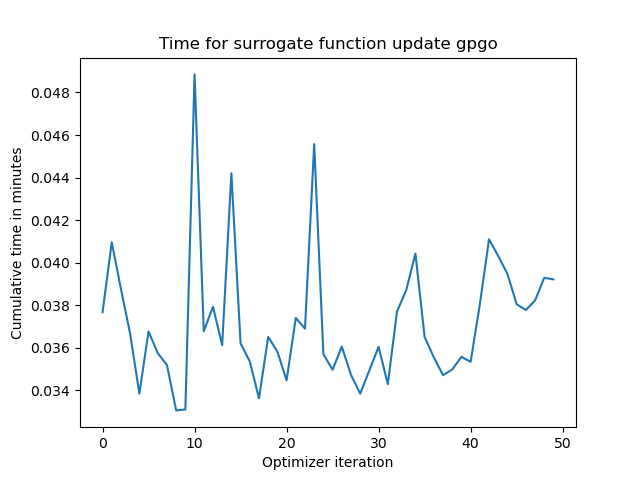 Time for surrogate function update gpgo
Cumulative time in minutes
0.048
0.046
0.044
0.042
0.040
0.038
0.036
0.034
0 10 20 30 40 50
Optimizer iteration